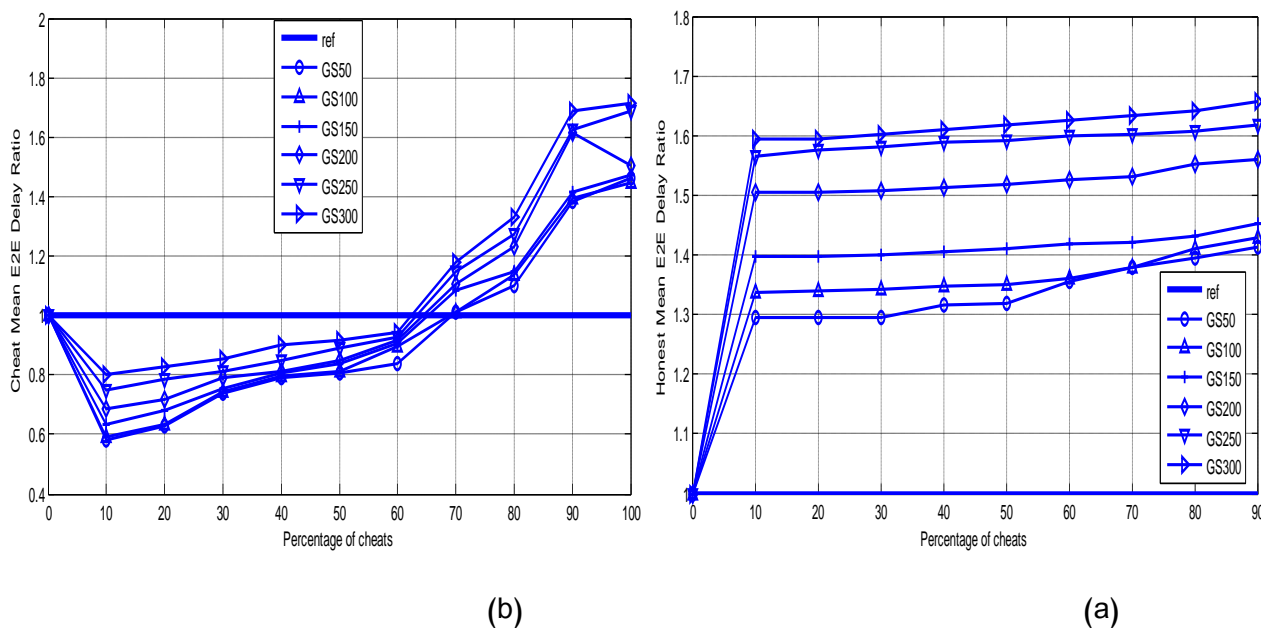 2
1.8
1.6
1.4
1.2
1
0.8
0.6
0.4
Cheat Mean E2E Delay Ratio
0 10 20 30 40 50 60 70 80 90 100
Percentage of cheats
ref
GS50
GS100
GS150
GS200
GS250
GS300
(b)
1.8
1.7
1.6
1.5
1.4
1.3
1.2
1.1
1
Honest Mean E2E Delay Ratio
0 10 20 30 40 50 60 70 80 90
Percentage of cheats
ref
GS50
GS100
GS150
GS200
GS250
GS300
(a)